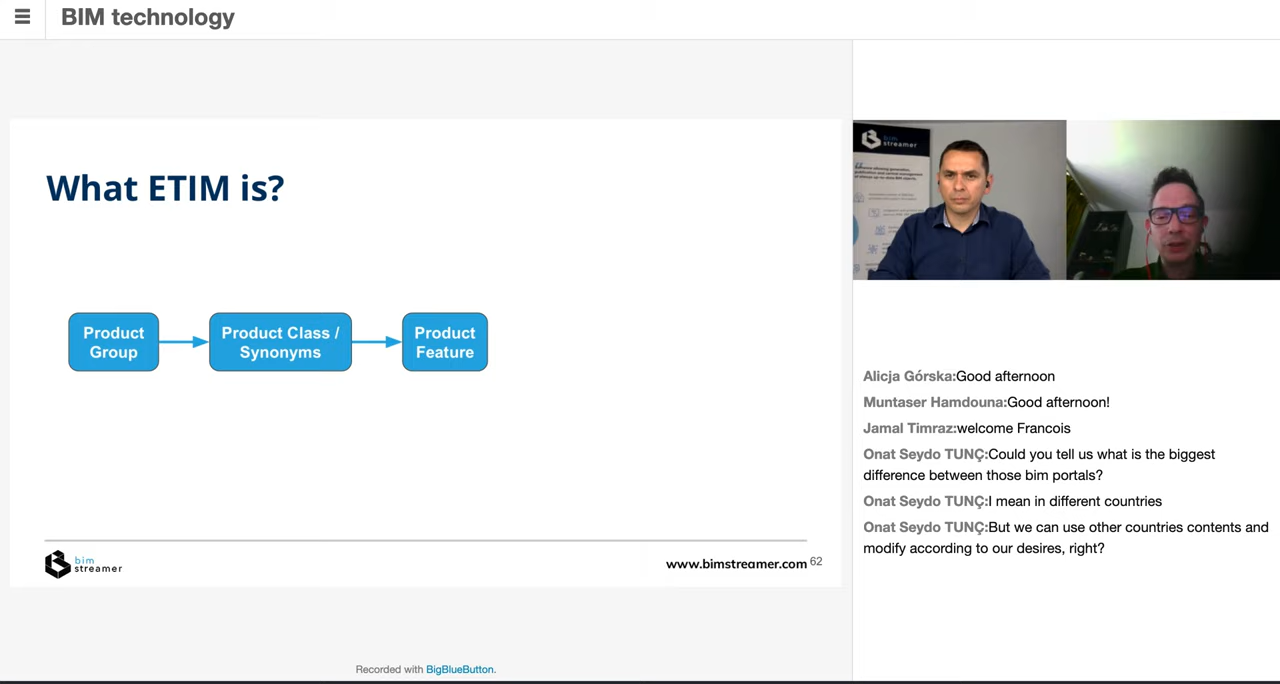 BIM technology
What ETIM is?
Product
Group
Product Class /
Synonyms
Product
Feature
bim
streamer
www.bimstreamer.com 62
Recorded with BigBlueButton.
bim
streamer
Alicja Górska:Good afternoon
Muntaser Hamdouna:Good afternoon!
Jamal Timraz:welcome Francois
Onat Seydo TUNÇ:Could you tell us what is the biggest
difference between those bim portals?
Onat Seydo TUNÇ:I mean in different countries
Onat Seydo TUNÇ:But we can use other countries contents and
modify according to our desires, right?